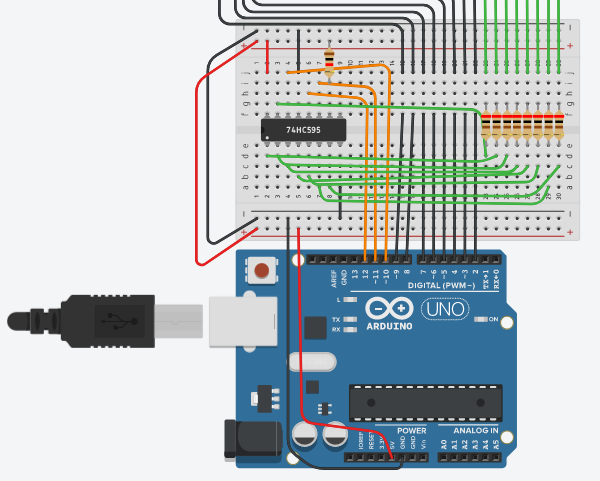 − −
+ +
j j
i i
h h
g g
f f
74HC595
e e
d d
c c
b b
a a
− −
+ +
AREF
GND
13
12
~11
~10
~9
8
7
~6
~5
4
~3
2
TX→1
RX←0
DIGITAL (PWM~)
L
TX
RX
ARDUINO
UNO
ON
POWER
ANALOG IN
IOREF
RESET
3.3V
5V
GND
GND
Vin
A0
A1
A2
A3
A4
A5